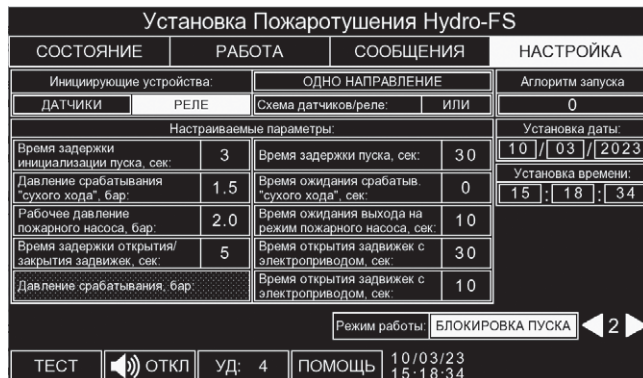 Установка Пожаротушения Hydro-FS
СОСТОЯНИЕ РАБОТА СООБЩЕНИЯ НАСТРОЙКА
Инициирующие устройства: ОДНО НАПРАВЛЕНИЕ Аглоритм запуска
ДАТЧИКИ РЕЛЕ Схема датчиков/реле: ИЛИ 0
Настраиваемые параметры: Установка даты:
10 / 03 / 2023
Время задержки
инициализации пуска, сек: 3 Время задержки пуска, сек: 30
Установка времени:
15 : 18 : 34
Давление срабатывания
"сухого хода", бар: 1.5 Время ожидания срабатыв.
"сухого хода", сек: 0
Рабочее давление
пожарного насоса, бар: 2.0 Время ожидания выхода на
режим пожарного насоса, сек: 10
Время задержки открытия/
закрытия задвижек, сек: 5 Время открытия задвижек с
электроприводом, сек: 30
Давление срабатывания, бар: Время открытия задвижек с
электроприводом, сек: 10
Режим работы: БЛОКИРОВКА ПУСКА 2
ТЕСТ ОТКЛ УД: 4 ПОМОЩЬ 10/03/23
15:18:34